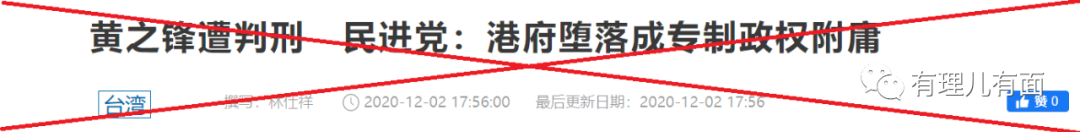 黄之锋遭判刑 民进党：港府堕落成专制政权附庸
有理儿有面
台湾 撰写：林仕祥 2020-12-02 17:56:00 最后更新日期：2020-12-02 17:56 赞 0